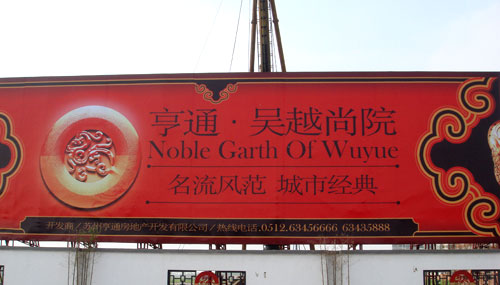 亨通·吴越尚院
Noble Garth Of Wuyue
名流风范 城市经典
开发商／苏州亨通房地产开发有限公司／热线电话.0512.63456666 63435888